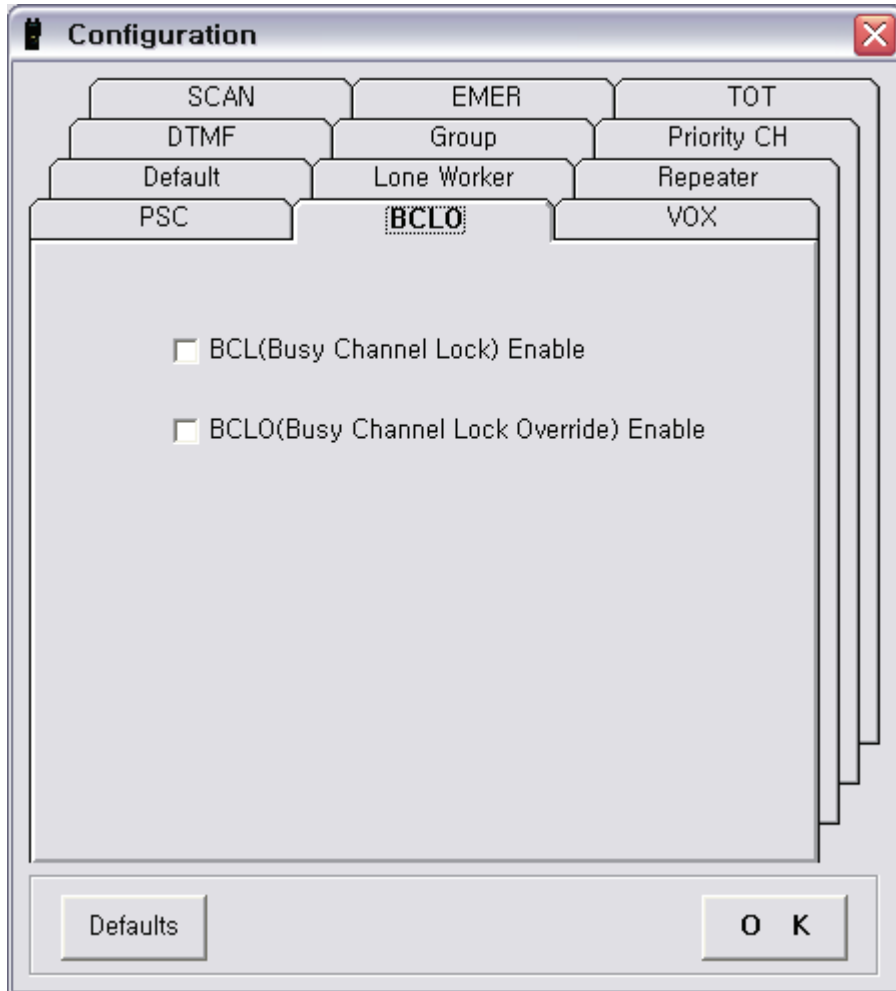 Configuration
SCAN EMER TOT
DTMF Group Priority CH
Default Lone Worker Repeater
PSC BCLO VOX
BCL(Busy Channel Lock) Enable
BCLO(Busy Channel Lock Override) Enable
Defaults O K